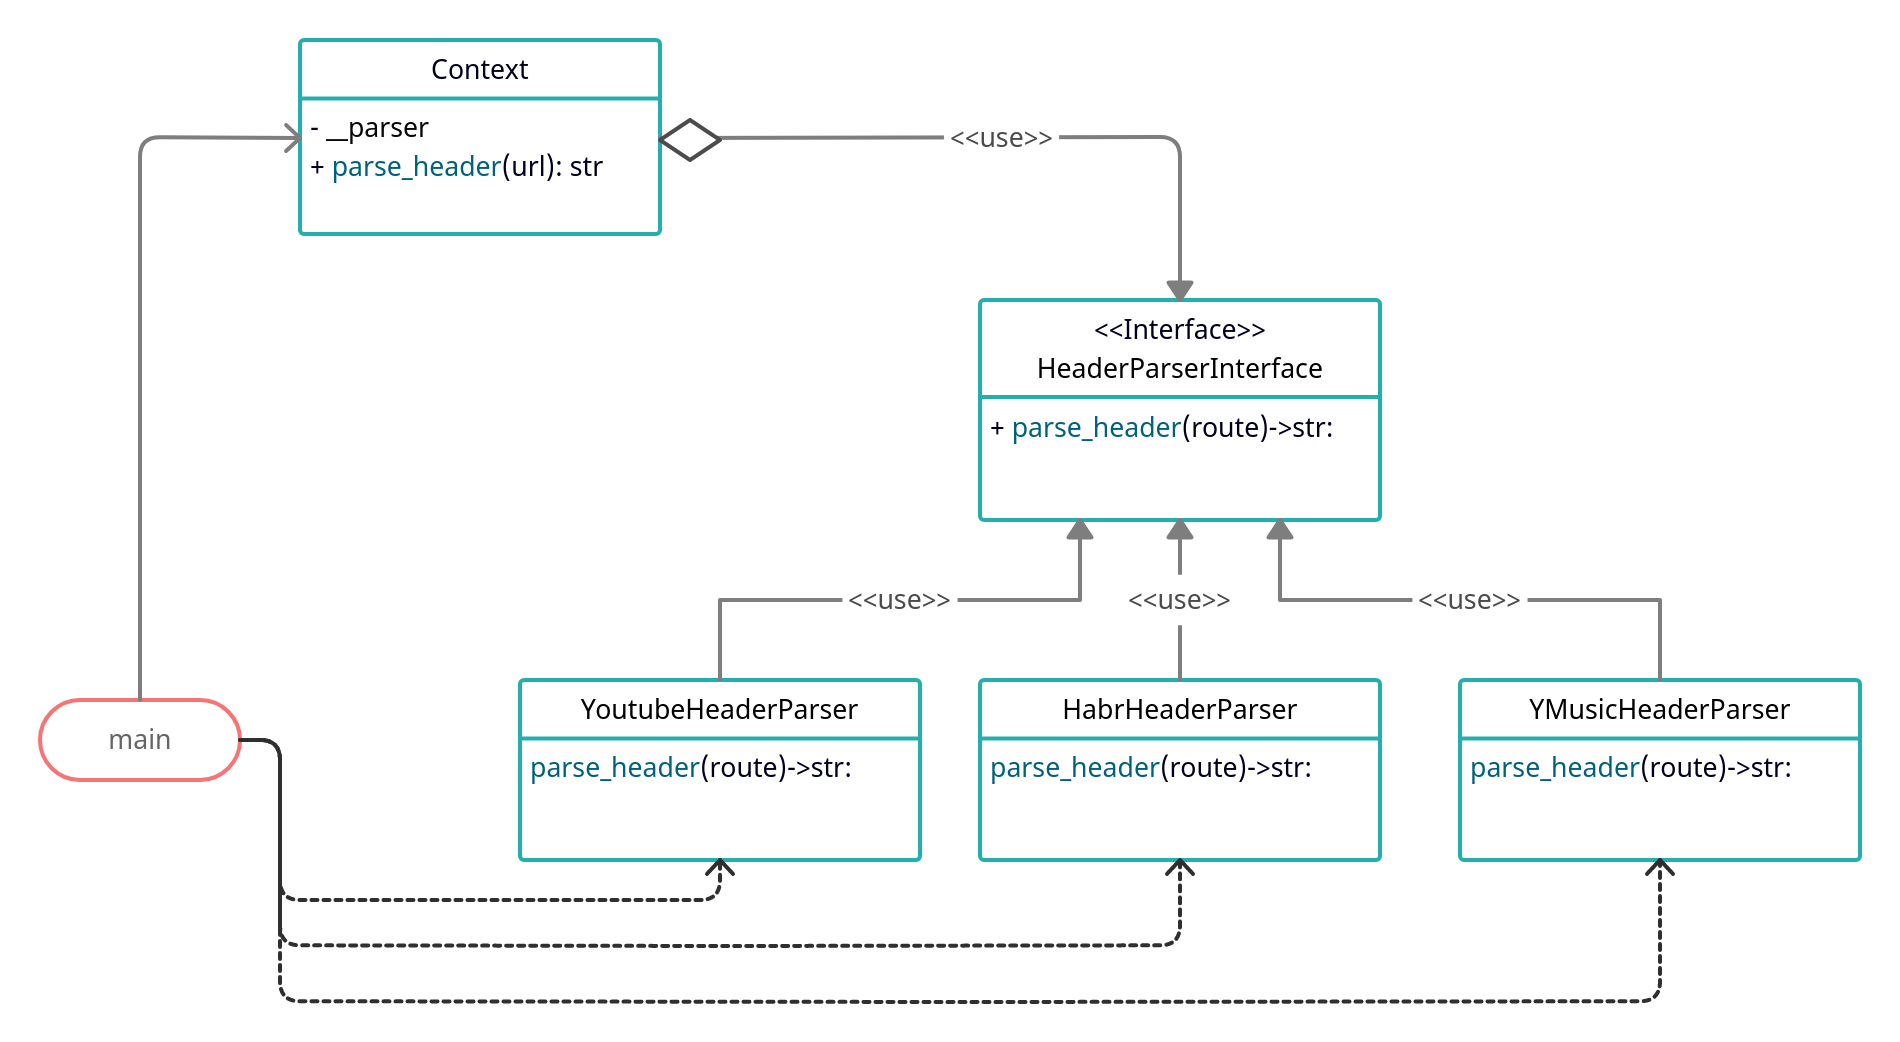 Context
- __parser
+ parse_header(url): str
<<use>>
<<Interface>>
HeaderParserInterface
+ parse_header(route)->str:
<<use>>
<<use>>
<<use>>
main
YoutubeHeaderParser
parse_header(route)->str:
HabrHeaderParser
parse_header(route)->str:
YMusicHeaderParser
parse_header(route)->str: